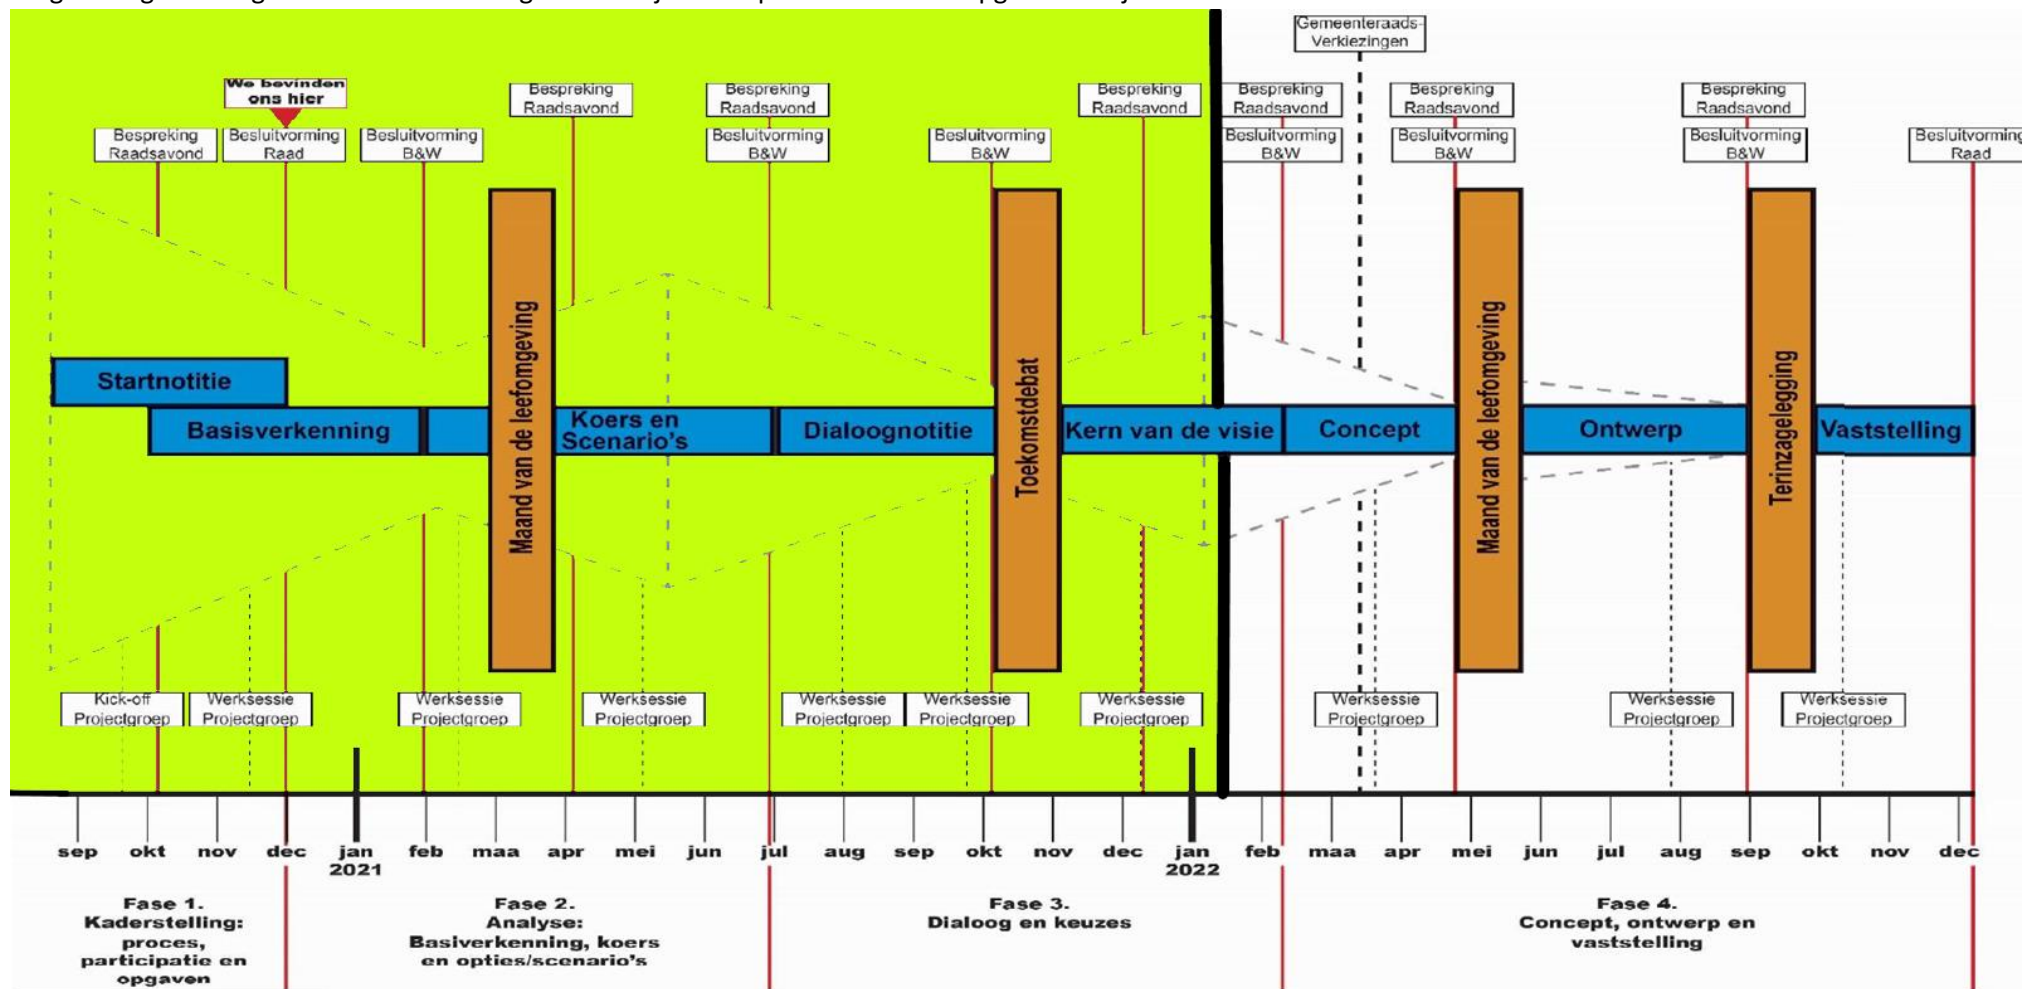 Gemeenteraads-
Verkiezingen
We bevinden
ons hier
Bespreking
Raadsavond
Bespreking
Raadsavond
Bespreking
Raadsavond
Bespreking
Raadsavond
Bespreking
Raadsavond
Bespreking
Raadsavond
Bespreking
Raadsavond
Besluitvorming
Raad
Besluitvorming
B&W
Besluitvorming
B&W
Besluitvorming
B&W
Besluitvorming
B&W
Besluitvorming
B&W
Besluitvorming
B&W
Besluitvorming
Raad
Startnotitie
Basisverkenning
Maand van de leefomgeving
Koers en
Scenario's
Dialoognotitie
Toekomstdebat
Kern van de visie
Concept
Maand van de leefomgeving
Ontwerp
Terinzagelegging
Vaststelling
Kick-off
Projectgroep
Werksessie
Projectgroep
Werksessie
Projectgroep
Werksessie
Projectgroep
Werksessie
Projectgroep
Werksessie
Projectgroep
Werksessie
Projectgroep
Werksessie
Projectgroep
Werksessie
Projectgroep
Werksessie
Projectgroep
sep okt nov dec jan feb maa apr mei jun jul aug sep okt nov dec jan feb maa apr mei jun jul aug sep okt nov dec
2021 2022
Fase 1.
Kaderstelling:
proces,
participatie en
opgaven
Fase 2.
Analyse:
Basiverkenning, koers
en opties/scenario's
Fase 3.
Dialoog en keuzes
Fase 4.
Concept, ontwerp en
vaststelling